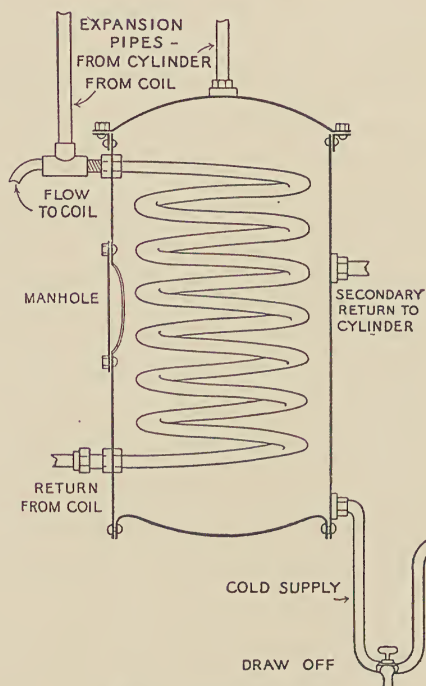 EXPANSION
PIPES -
FROM CYLINDER
FROM COIL
FLOW
TO COIL
MANHOLE
SECONDARY
RETURN TO
CYLINDER
RETURN
FROM COIL
COLD SUPPLY
DRAW OFF